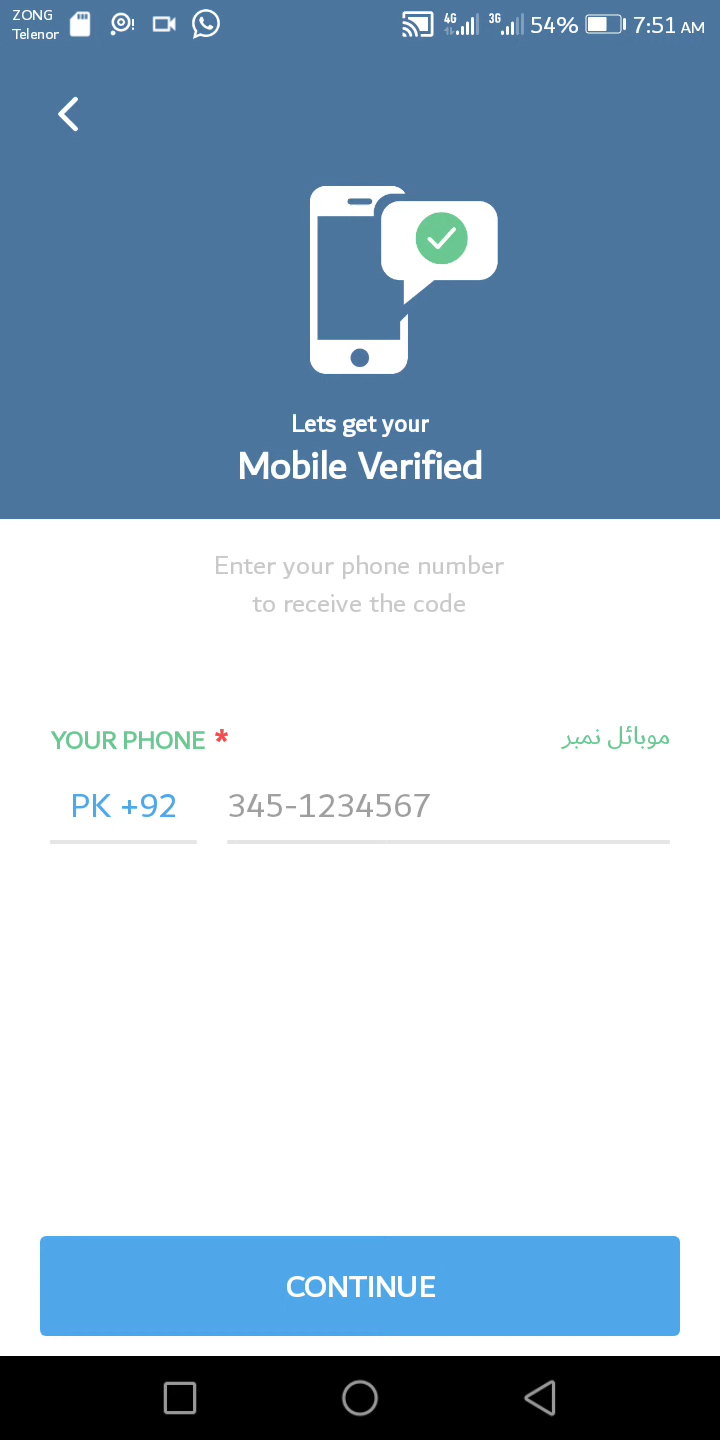 ZONG
Telenor
4G 3G 54% 7:51 AM
Lets get your
Mobile Verified
Enter your phone number
to receive the code
YOUR PHONE * موبائل نمبر
PK +92 345-1234567
CONTINUE